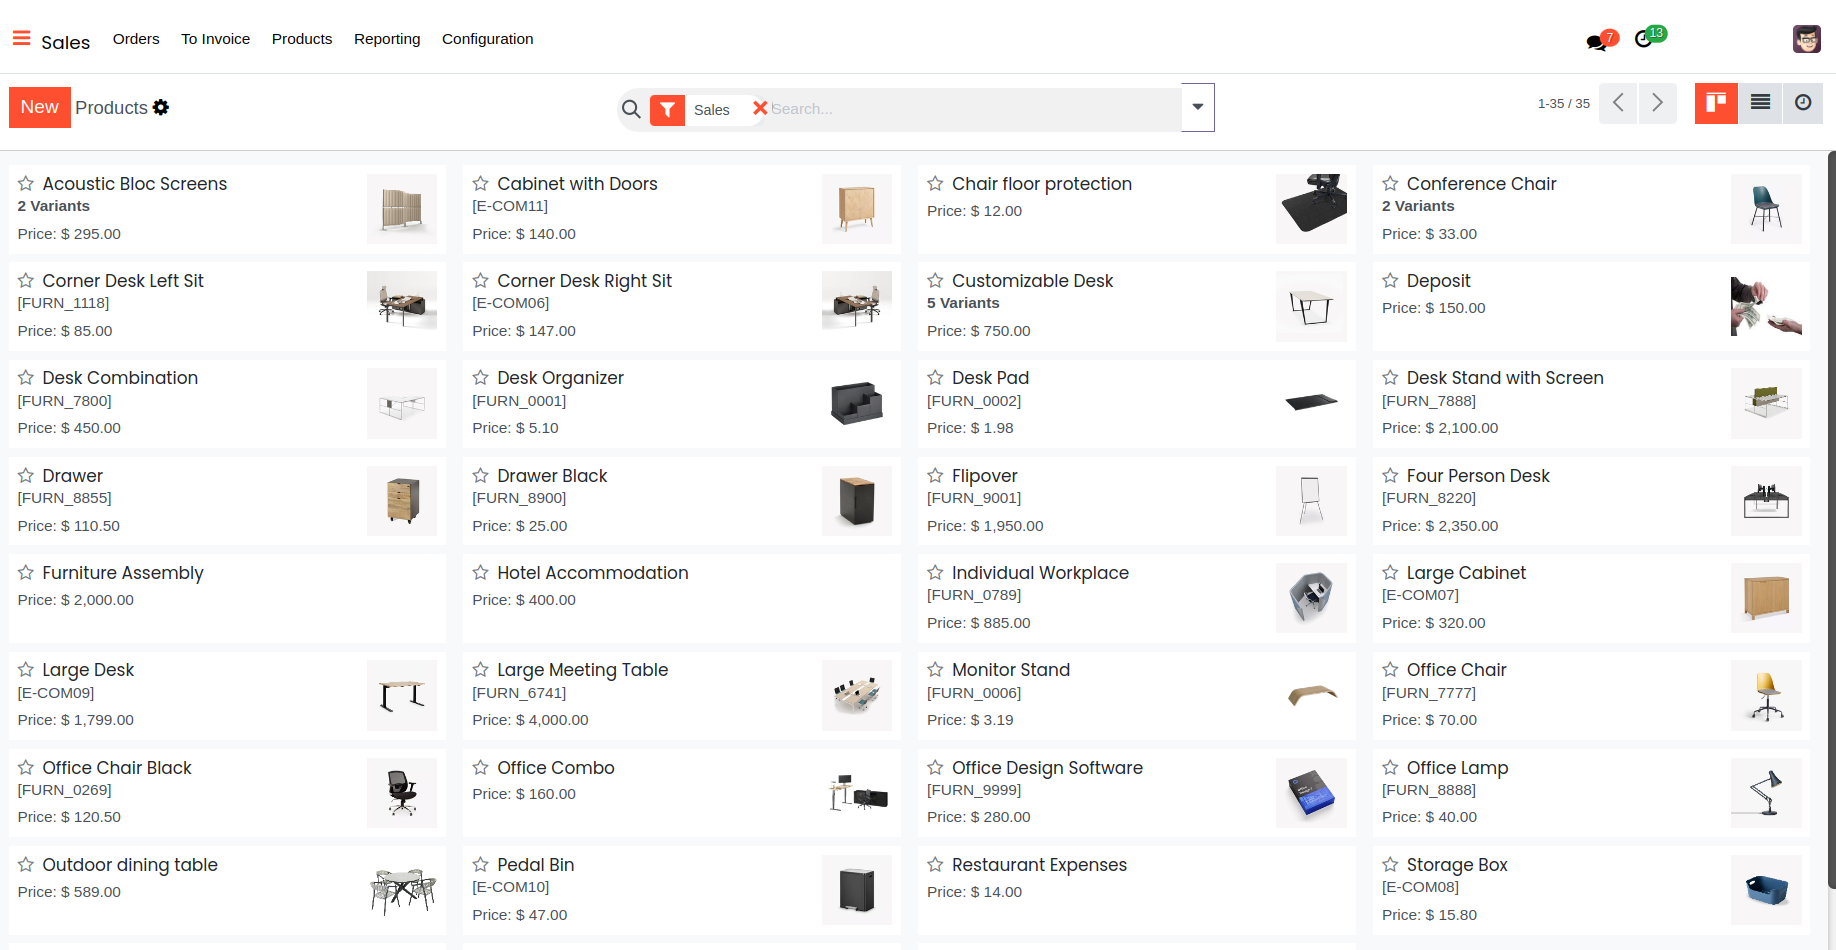 Sales
Orders
To Invoice
Products
Reporting
Configuration
7
13
New
Products
Sales
Search...
1-35 / 35
Acoustic Bloc Screens
2 Variants
Price: $ 295.00
Cabinet with Doors
[E-COM11]
Price: $ 140.00
Chair floor protection
Price: $ 12.00
Conference Chair
2 Variants
Price: $ 33.00
Corner Desk Left Sit
[FURN_1118]
Price: $ 85.00
Corner Desk Right Sit
[E-COM06]
Price: $ 147.00
Customizable Desk
5 Variants
Price: $ 750.00
Deposit
Price: $ 150.00
Desk Combination
[FURN_7800]
Price: $ 450.00
Desk Organizer
[FURN_0001]
Price: $ 5.10
Desk Pad
[FURN_0002]
Price: $ 1.98
Desk Stand with Screen
[FURN_7888]
Price: $ 2,100.00
Drawer
[FURN_8855]
Price: $ 110.50
Drawer Black
[FURN_8900]
Price: $ 25.00
Flipover
[FURN_9001]
Price: $ 1,950.00
Four Person Desk
[FURN_8220]
Price: $ 2,350.00
Furniture Assembly
Price: $ 2,000.00
Hotel Accommodation
Price: $ 400.00
Individual Workplace
[FURN_0789]
Price: $ 885.00
Large Cabinet
[E-COM07]
Price: $ 320.00
Large Desk
[E-COM09]
Price: $ 1,799.00
Large Meeting Table
[FURN_6741]
Price: $ 4,000.00
Monitor Stand
[FURN_0006]
Price: $ 3.19
Office Chair
[FURN_7777]
Price: $ 70.00
Office Chair Black
[FURN_0269]
Price: $ 120.50
Office Combo
Price: $ 160.00
Office Design Software
[FURN_9999]
Price: $ 280.00
Office Lamp
[FURN_8888]
Price: $ 40.00
Outdoor dining table
Price: $ 589.00
Pedal Bin
[E-COM10]
Price: $ 47.00
Restaurant Expenses
Price: $ 14.00
Storage Box
[E-COM08]
Price: $ 15.80